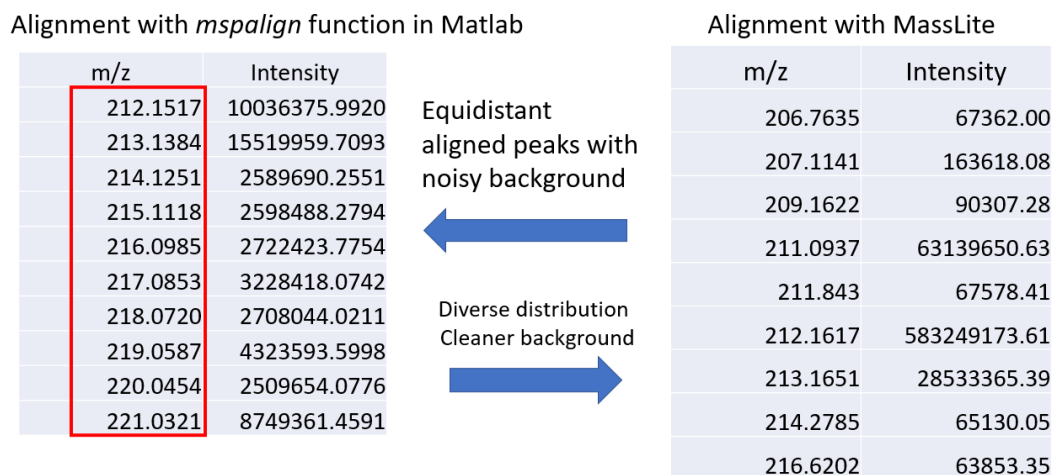 Alignment with mspalign function in Matlab
m/z Intensity
212.1517 10036375.9920
213.1384 15519959.7093
214.1251 2589690.2551
215.1118 2598488.2794
216.0985 2722423.7754
217.0853 3228418.0742
218.0720 2708044.0211
219.0587 4323593.5998
220.0454 2509654.0776
221.0321 8749361.4591
Equidistant
aligned peaks with
noisy background
Diverse distribution
Cleaner background
Alignment with MassLite
m/z Intensity
206.7635 67362.00
207.1141 163618.08
209.1622 90307.28
211.0937 63139650.63
211.843 67578.41
212.1617 583249173.61
213.1651 28533365.39
214.2785 65130.05
216.6202 63853.35